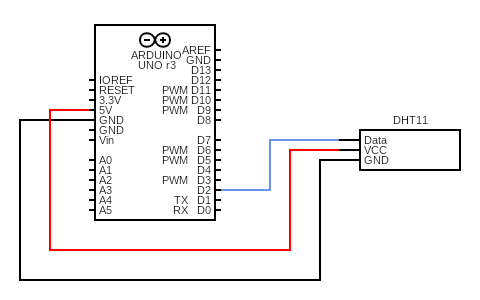 ARDUINO
UNO r3
AREF
GND
D13
IOREF D12
RESET PWM D11
3.3V PWM D10
5V PWM D9
GND D8
GND
Vin D7
PWM D6
A0 PWM D5
A1 D4
A2 PWM D3
A3 D2
A4 TX D1
A5 RX D0
DHT11
Data
VCC
GND